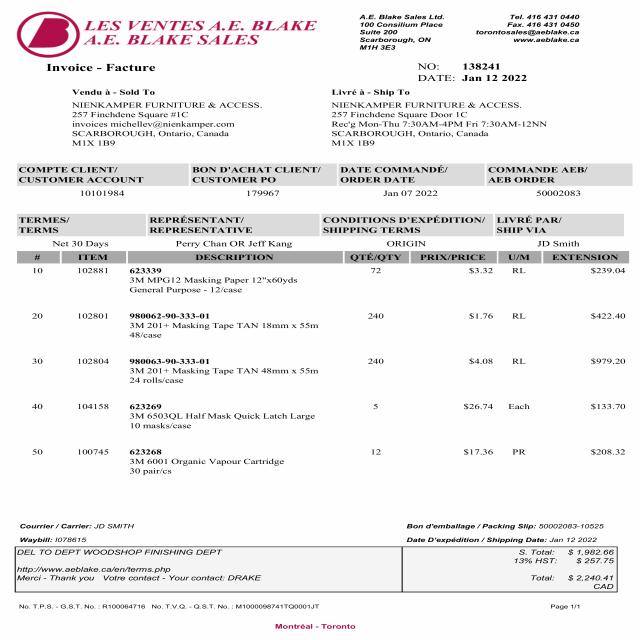 LES VENTES A.E. BLAKE
A.E. BLAKE SALES
A.E. Blake Sales Ltd.
100 Consilium Place
Suite 200
Scarborough, ON
M1H 3E3
Tel. 416 431 0440
Fax. 416 431 0450
torontosales@aeblake.ca
www.aeblake.ca
Invoice - Facture
NO: 138241
DATE: Jan 12 2022
Vendu à - Sold To
NIENKAMPER FURNITURE & ACCESS.
257 Finchdene Square #1C
invoices michellev@nienkamper.com
SCARBOROUGH, Ontario, Canada
M1X 1B9
Livré à - Ship To
NIENKAMPER FURNITURE & ACCESS.
257 Finchdene Square Door 1C
Rec'g Mon-Thu 7:30AM-4PM Fri 7:30AM-12NN
SCARBOROUGH, Ontario, Canada
M1X 1B9
COMPTE CLIENT/ BON D'ACHAT CLIENT/ DATE COMMANDÉ/ COMMANDE AEB/
CUSTOMER ACCOUNT CUSTOMER PO ORDER DATE AEB ORDER
10101984 179967 Jan 07 2022 50002083
TERMES/ REPRÉSENTANT/ CONDITIONS D'EXPÉDITION/ LIVRÉ PAR/
TERMS REPRESENTATIVE SHIPPING TERMS SHIP VIA
Net 30 Days Perry Chan OR Jeff Kang ORIGIN JD Smith
# ITEM DESCRIPTION QTÉ/QTY PRIX/PRICE U/M EXTENSION
10 102881 623339 72 $3.32 RL $239.04
3M MPG12 Masking Paper 12"x60yds
General Purpose - 12/case
20 102801 980062-90-333-01 240 $1.76 RL $422.40
3M 201+ Masking Tape TAN 18mm x 55m
48/case
30 102804 980063-90-333-01 240 $4.08 RL $979.20
3M 201+ Masking Tape TAN 48mm x 55m
24 rolls/case
40 104158 623269 5 $26.74 Each $133.70
3M 6503QL Half Mask Quick Latch Large
10 masks/case
50 100745 623268 12 $17.36 PR $208.32
3M 6001 Organic Vapour Cartridge
30 pair/cs
Courrier / Carrier: JD SMITH Bon d'emballage / Packing Slip: 50002083-10525
Waybill: I078615 Date D'expédition / Shipping Date: Jan 12 2022
DEL TO DEPT WOODSHOP FINISHING DEPT S. Total: $ 1,982.66
13% HST: $ 257.75
http://www.aeblake.ca/en/terms.php
Merci - Thank you Votre contact - Your contact: DRAKE Total: $ 2,240.41
CAD
No. T.P.S. - G.S.T. No. : R100064716 No. T.V.Q. - Q.S.T. No. : M1000098741TQ0001JT Page 1/1
Montréal - Toronto